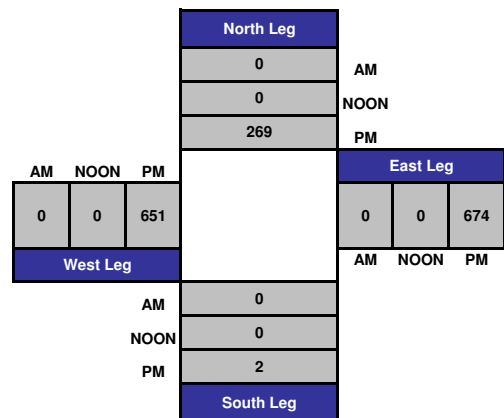 North Leg
0 AM
0 NOON
269 PM
AM NOON PM
East Leg
0 0 651
0 0 674
West Leg
AM NOON PM
AM 0
NOON 0
PM 2
South Leg